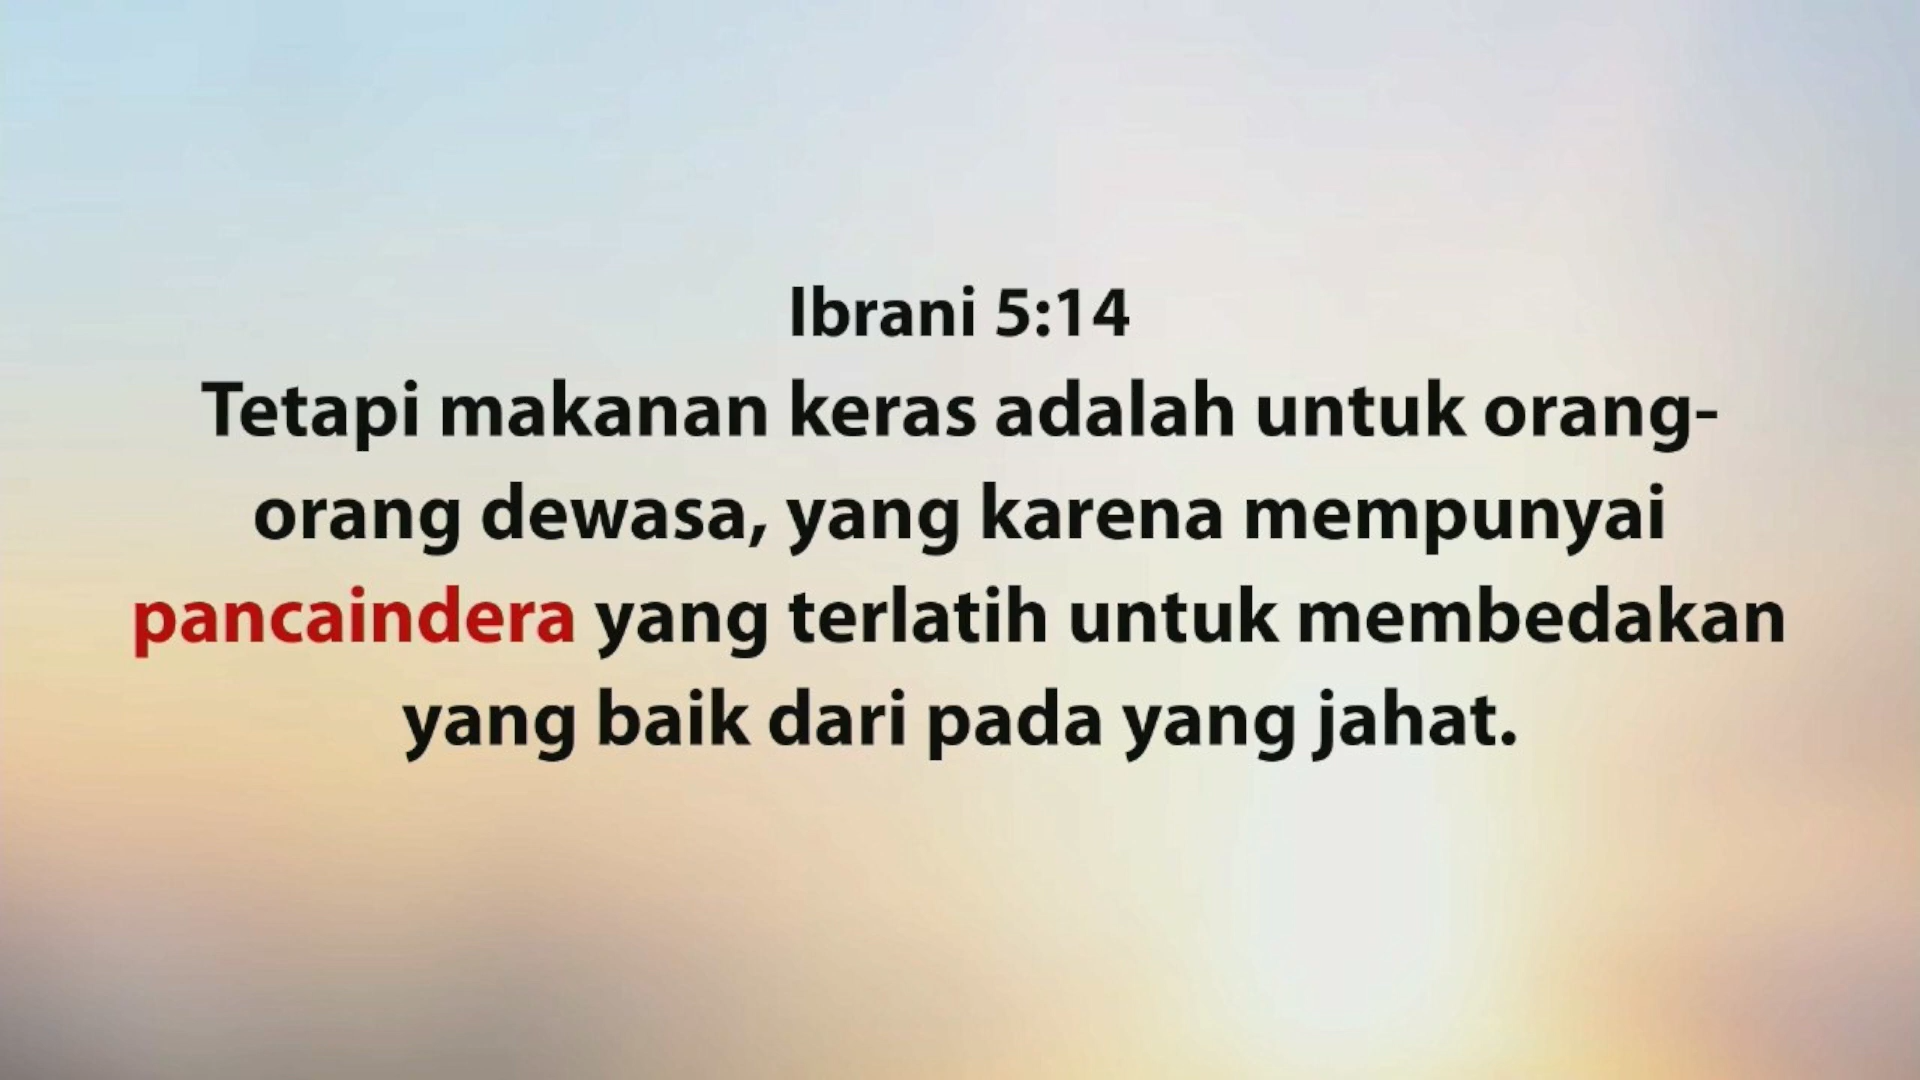 Ibrani 5:14
Tetapi makanan keras adalah untuk orang-
orang dewasa, yang karena mempunyai
pancaindera yang terlatih untuk membedakan
yang baik dari pada yang jahat.